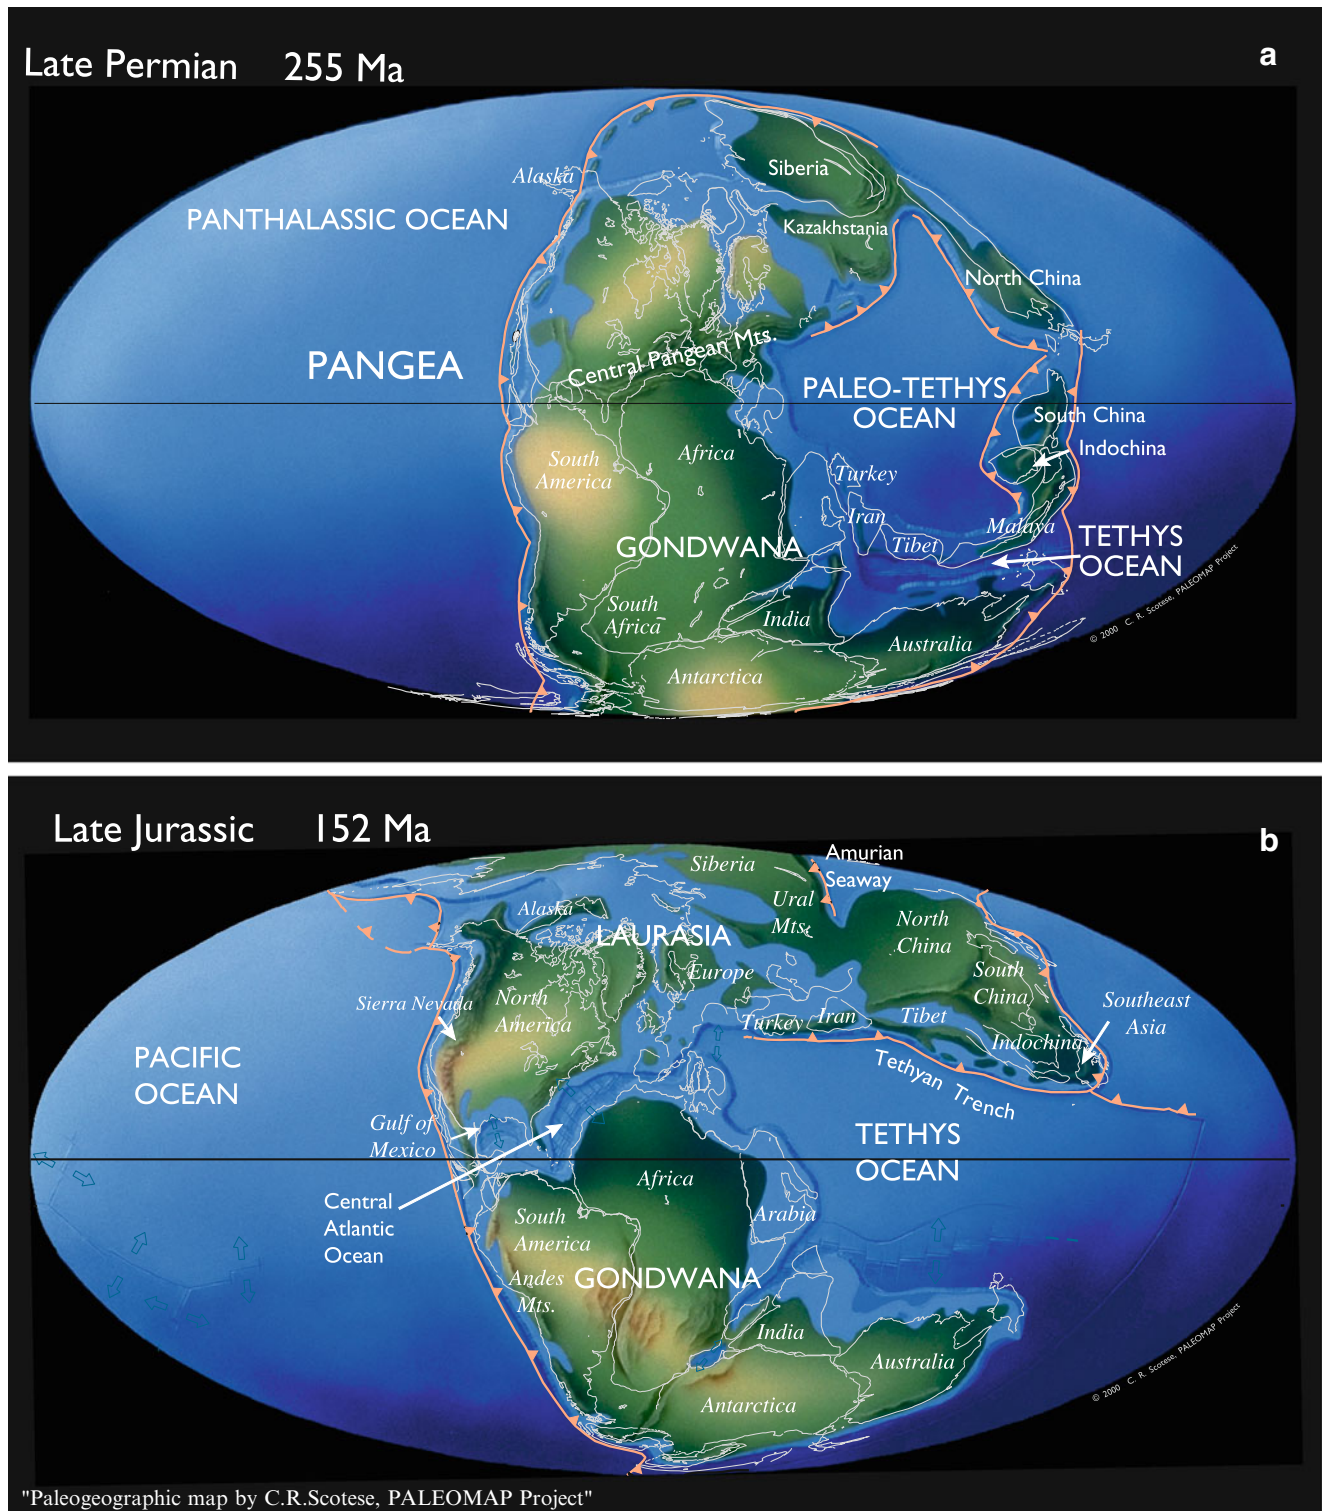 Late Permian 255 Ma
a
Alaska
Siberia
PANTHALASSIC OCEAN
Kazakhstania
North China
Central Pangean Mts.
PANGEA
PALEO-TETHYS
OCEAN
South China
Indochina
South
America
Africa
Turkey
Iran
Malaya
Tibet
GONDWANA
TETHYS
OCEAN
South
Africa
India
Australia
Antarctica
© 2000 C. R. Scotese, PALEOMAP Project
Late Jurassic 152 Ma
b
Amurian
Seaway
Siberia
Ural
Mts.
Alaska
LAURASIA
North
China
Europe
South
China
Sierra Nevada
North
America
Turkey
Iran
Tibet
Southeast
Asia
Indochina
PACIFIC
OCEAN
Tethyan Trench
Gulf of
Mexico
TETHYS
OCEAN
Central
Atlantic
Ocean
Africa
South
America
Arabia
Andes
Mts.
GONDWANA
India
Australia
Antarctica
© 2000 C. R. Scotese, PALEOMAP Project
"Paleogeographic map by C.R.Scotese, PALEOMAP Project"